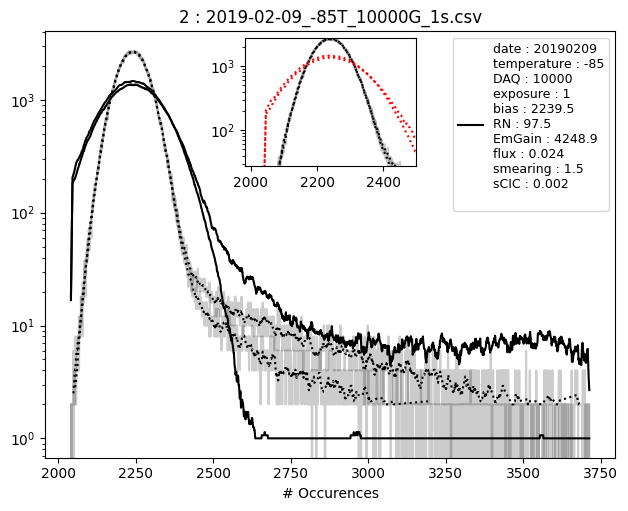 2 : 2019-02-09_-85T_10000G_1s.csv
date : 20190209
temperature : -85
DAQ : 10000
exposure : 1
bias : 2239.5
RN : 97.5
EmGain : 4248.9
flux : 0.024
smearing : 1.5
sCIC : 0.002
10³
10²
2000 2200 2400
10³
10²
10¹
10⁰
2000 2250 2500 2750 3000 3250 3500 3750
# Occurences